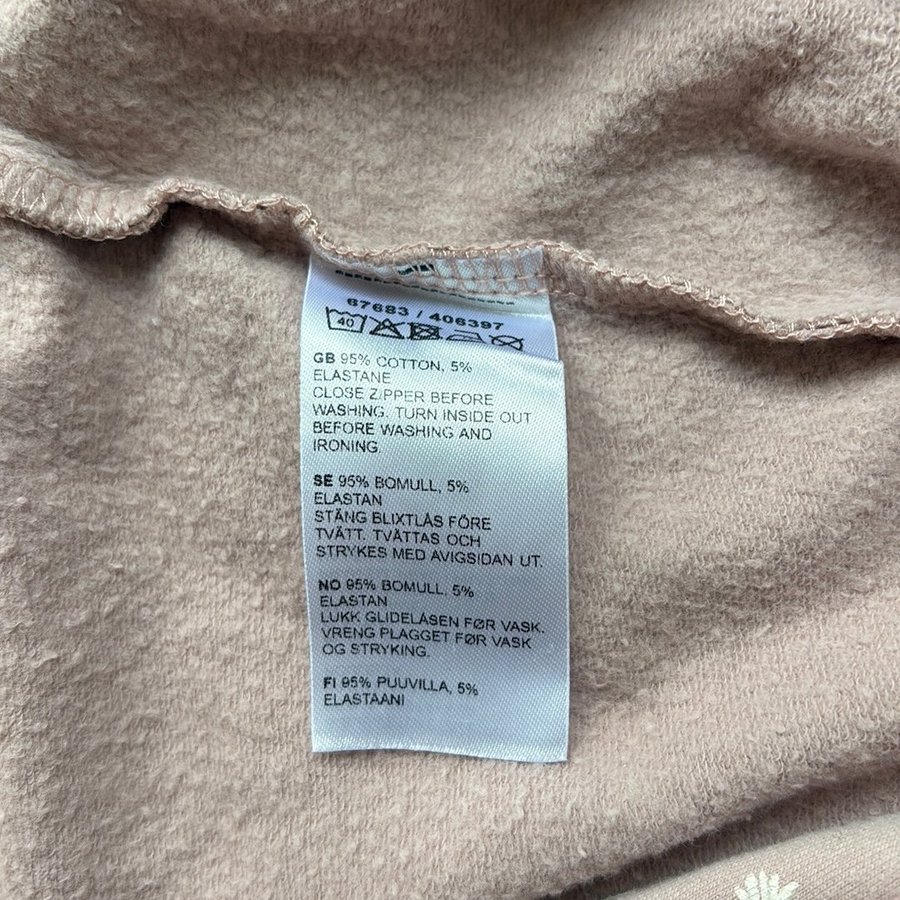 67683 / 406397
40
GB 95% COTTON, 5%
ELASTANE
CLOSE ZIPPER BEFORE
WASHING. TURN INSIDE OUT
BEFORE WASHING AND
IRONING.
SE 95% BOMULL, 5%
ELASTAN
STÄNG BLIXTLÅS FÖRE
TVÄTT. TVÄTTAS OCH
STRYKES MED AVIGSIDAN UT.
NO 95% BOMULL, 5%
ELASTAN
LUKK GLIDELÅSEN FØR VASK.
VRENG PLAGGET FØR VASK
OG STRYKING.
FI 95% PUUVILLA, 5%
ELASTAANI